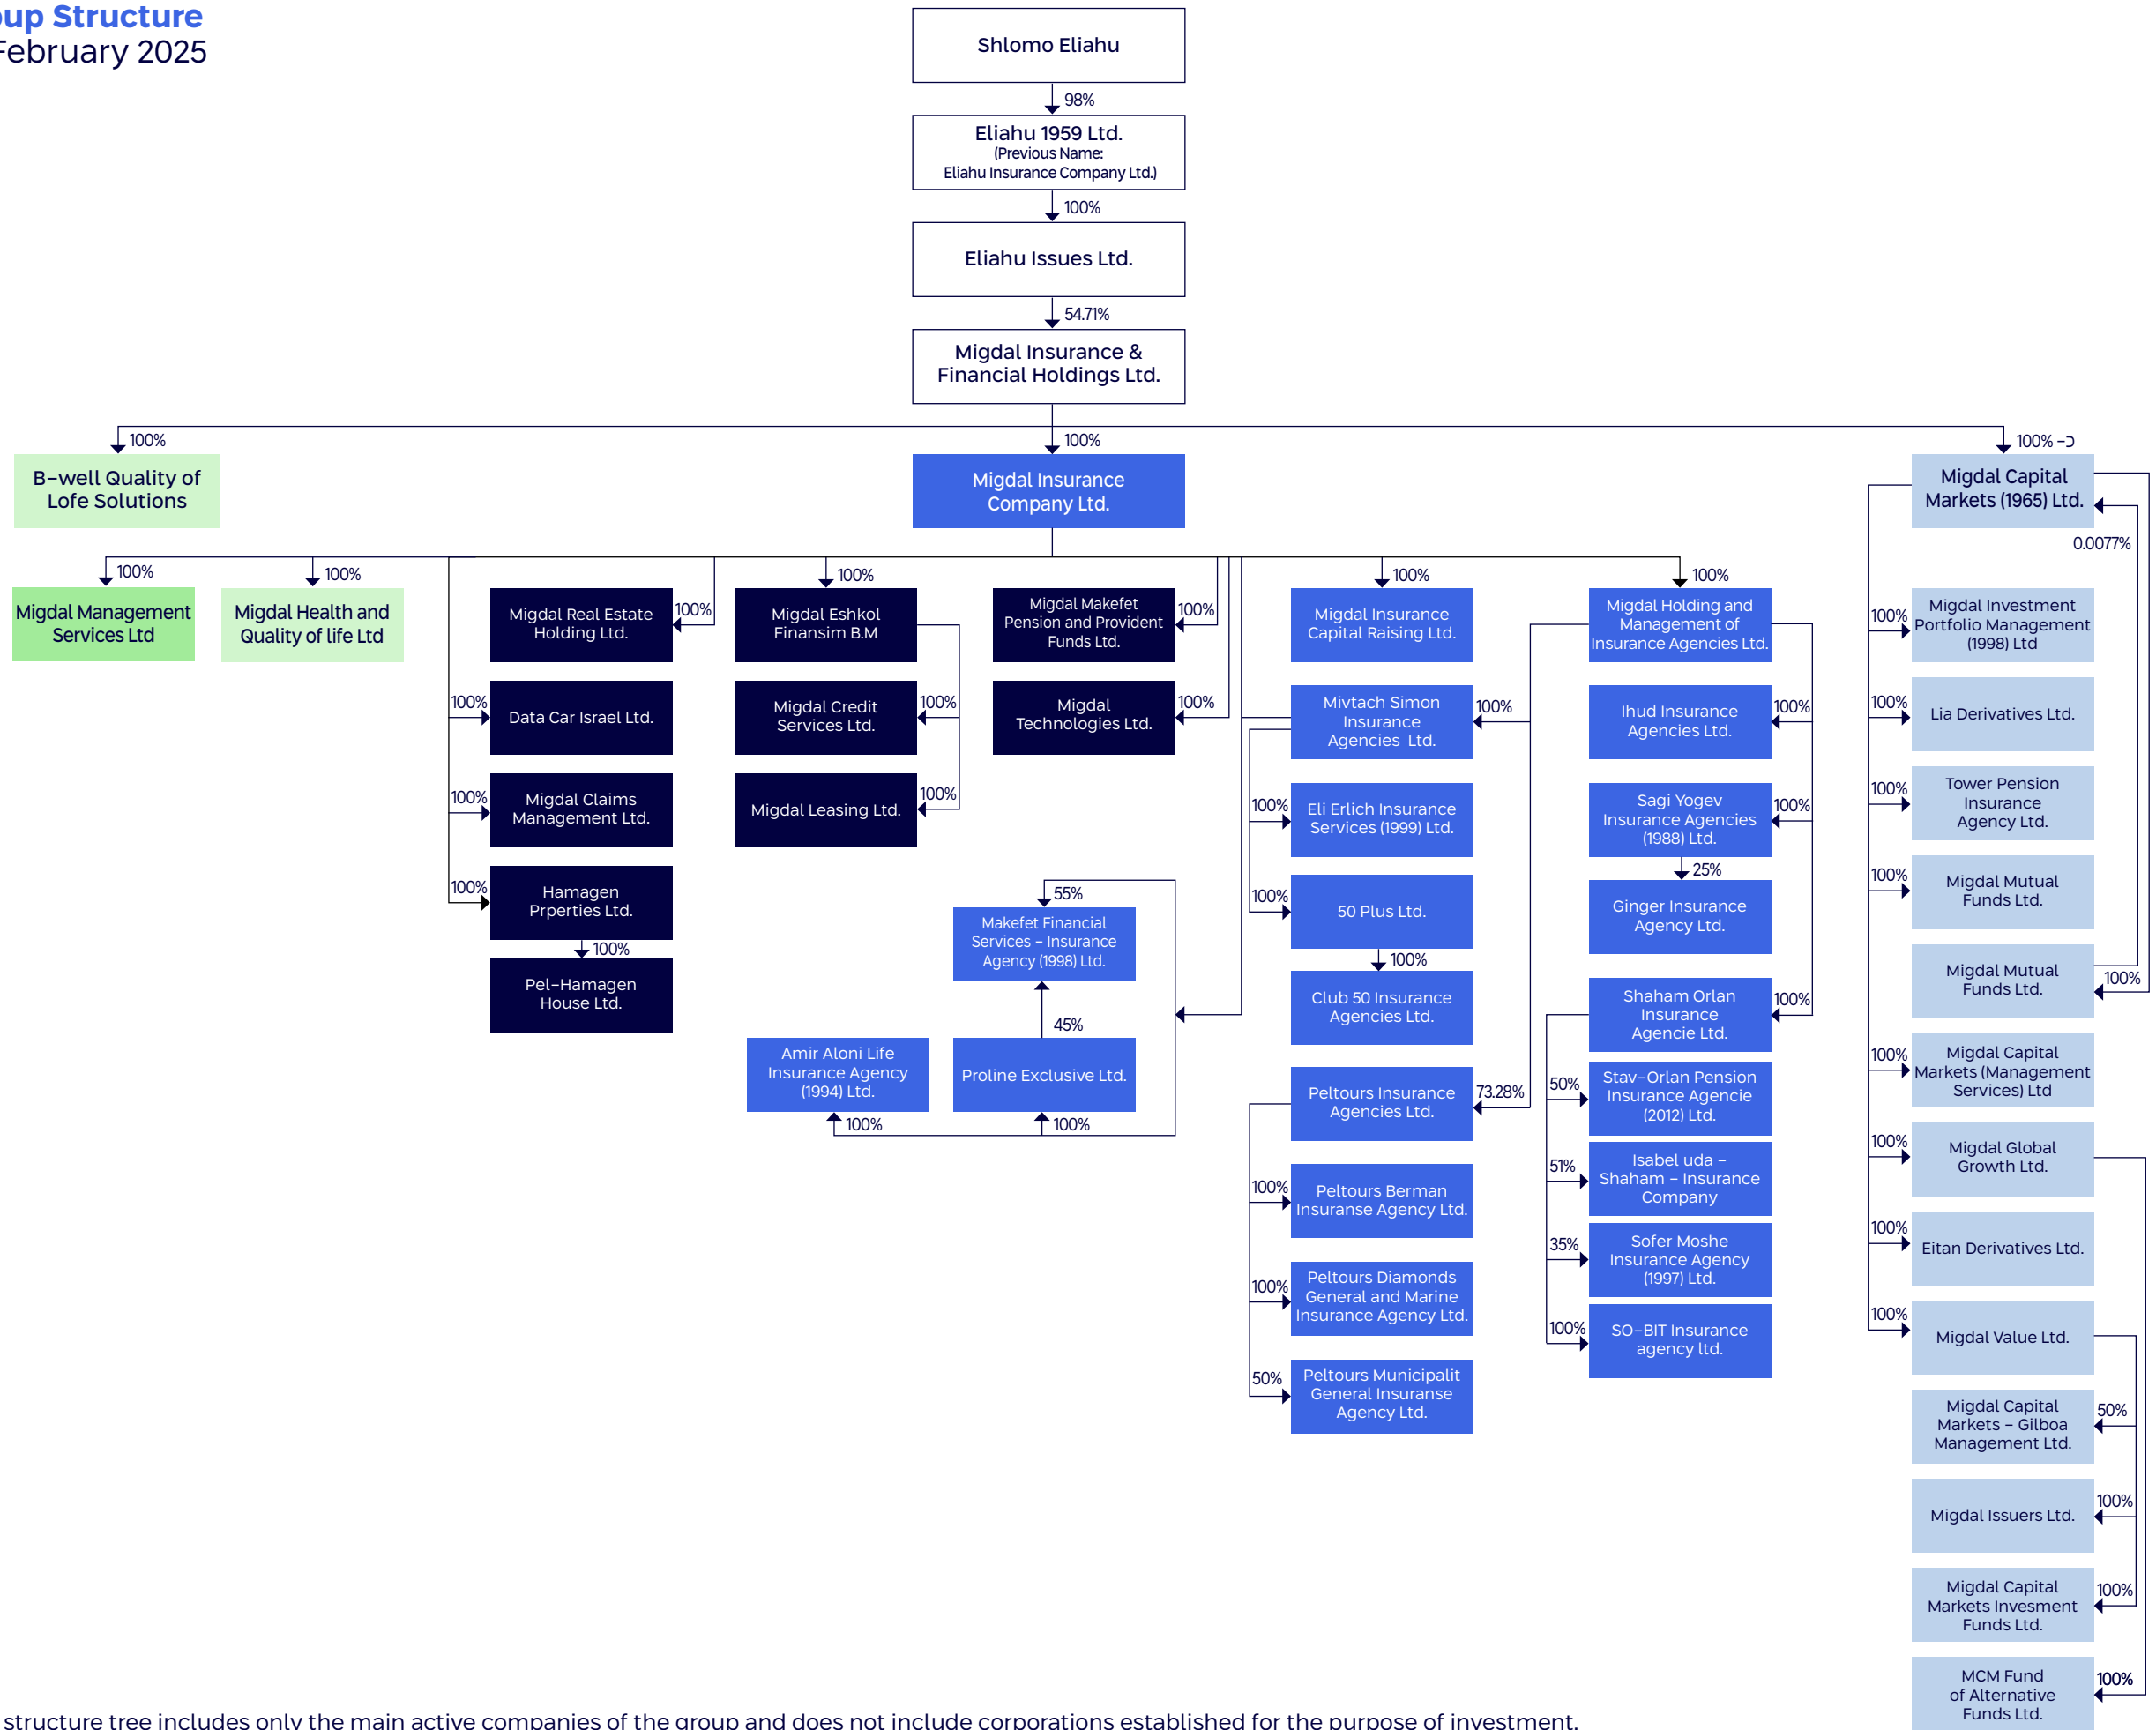 oup Structure
February 2025
Shlomo Eliahu
98%
Eliahu 1959 Ltd.
(Previous Name:
Eliahu Insurance Company Ltd.)
100%
Eliahu Issues Ltd.
54.71%
Migdal Insurance &
Financial Holdings Ltd.
100%
100%
100% -כ
B-well Quality of
Lofe Solutions
Migdal Insurance
Company Ltd.
Migdal Capital
Markets (1965) Ltd.
0.0077%
100%
Migdal Management
Services Ltd
100%
Migdal Health and
Quality of life Ltd
Migdal Real Estate
Holding Ltd.
100%
100%
Data Car Israel Ltd.
100%
Migdal Claims
Management Ltd.
100%
Hamagen
Prperties Ltd.
100%
Pel-Hamagen
House Ltd.
100%
Migdal Eshkol
Finansim B.M
Migdal Credit
Services Ltd.
100%
Migdal Leasing Ltd.
100%
Migdal Makefet
Pension and Provident
Funds Ltd.
100%
Migdal
Technologies Ltd.
100%
55%
Makefet Financial
Services - Insurance
Agency (1998) Ltd.
45%
Amir Aloni Life
Insurance Agency
(1994) Ltd.
Proline Exclusive Ltd.
100%
100%
100%
Migdal Insurance
Capital Raising Ltd.
Mivtach Simon
Insurance
Agencies Ltd.
100%
100%
Eli Erlich Insurance
Services (1999) Ltd.
100%
50 Plus Ltd.
100%
Club 50 Insurance
Agencies Ltd.
Peltours Insurance
Agencies Ltd.
73.28%
100%
Peltours Berman
Insuranse Agency Ltd.
100%
Peltours Diamonds
General and Marine
Insurance Agency Ltd.
50%
Peltours Municipalit
General Insuranse
Agency Ltd.
100%
Migdal Holding and
Management of
Insurance Agencies Ltd.
Ihud Insurance
Agencies Ltd.
100%
Sagi Yogev
Insurance Agencies
(1988) Ltd.
100%
25%
Ginger Insurance
Agency Ltd.
Shaham Orlan
Insurance
Agencie Ltd.
100%
50%
Stav-Orlan Pension
Insurance Agencie
(2012) Ltd.
51%
Isabel uda -
Shaham - Insurance
Company
35%
Sofer Moshe
Insurance Agency
(1997) Ltd.
100%
SO-BIT Insurance
agency ltd.
100%
Migdal Investment
Portfolio Management
(1998) Ltd
100%
Lia Derivatives Ltd.
100%
Tower Pension
Insurance
Agency Ltd.
100%
Migdal Mutual
Funds Ltd.
Migdal Mutual
Funds Ltd.
100%
100%
Migdal Capital
Markets (Management
Services) Ltd
100%
Migdal Global
Growth Ltd.
100%
Eitan Derivatives Ltd.
100%
Migdal Value Ltd.
Migdal Capital
Markets - Gilboa
Management Ltd.
50%
Migdal Issuers Ltd.
100%
Migdal Capital
Markets Invesment
Funds Ltd.
100%
MCM Fund
of Alternative
Funds Ltd.
100%
structure tree includes only the main active companies of the group and does not include corporations established for the purpose of investment.